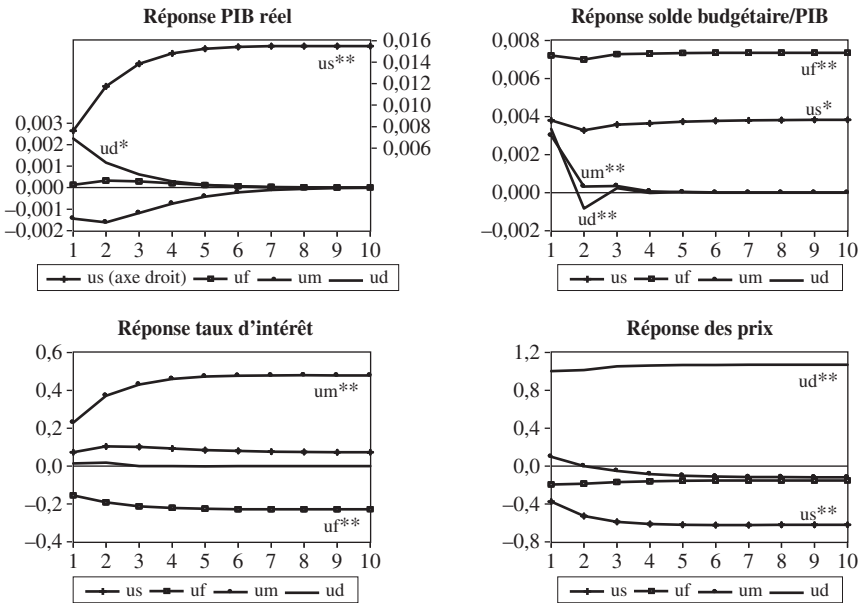 Réponse PIB réel
0,003
0,002
0,001
0,000
–0,001
–0,002
0,016
0,014
0,012
0,010
0,008
0,006
us**
ud*
1 2 3 4 5 6 7 8 9 10
us (axe droit) uf um ud
Réponse solde budgétaire/PIB
0,008
0,006
0,004
0,002
0,000
–0,002
uf**
us*
um**
ud**
1 2 3 4 5 6 7 8 9 10
us uf um ud
Réponse taux d’intérêt
0,6
0,4
0,2
0,0
–0,2
–0,4
um**
uf**
1 2 3 4 5 6 7 8 9 10
us uf um ud
Réponse des prix
1,2
0,8
0,4
0,0
–0,4
–0,8
ud**
us**
1 2 3 4 5 6 7 8 9 10
us uf um ud